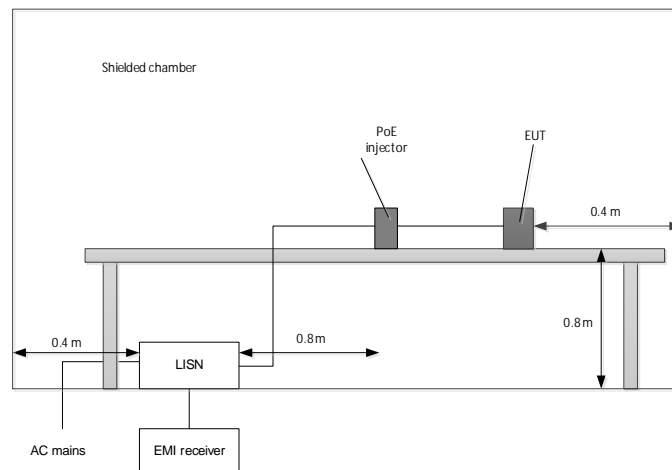 Shielded chamber
PoE
injector
EUT
0.4 m
0.4 m
LISN
0.8m
0.8m
AC mains
EMI receiver